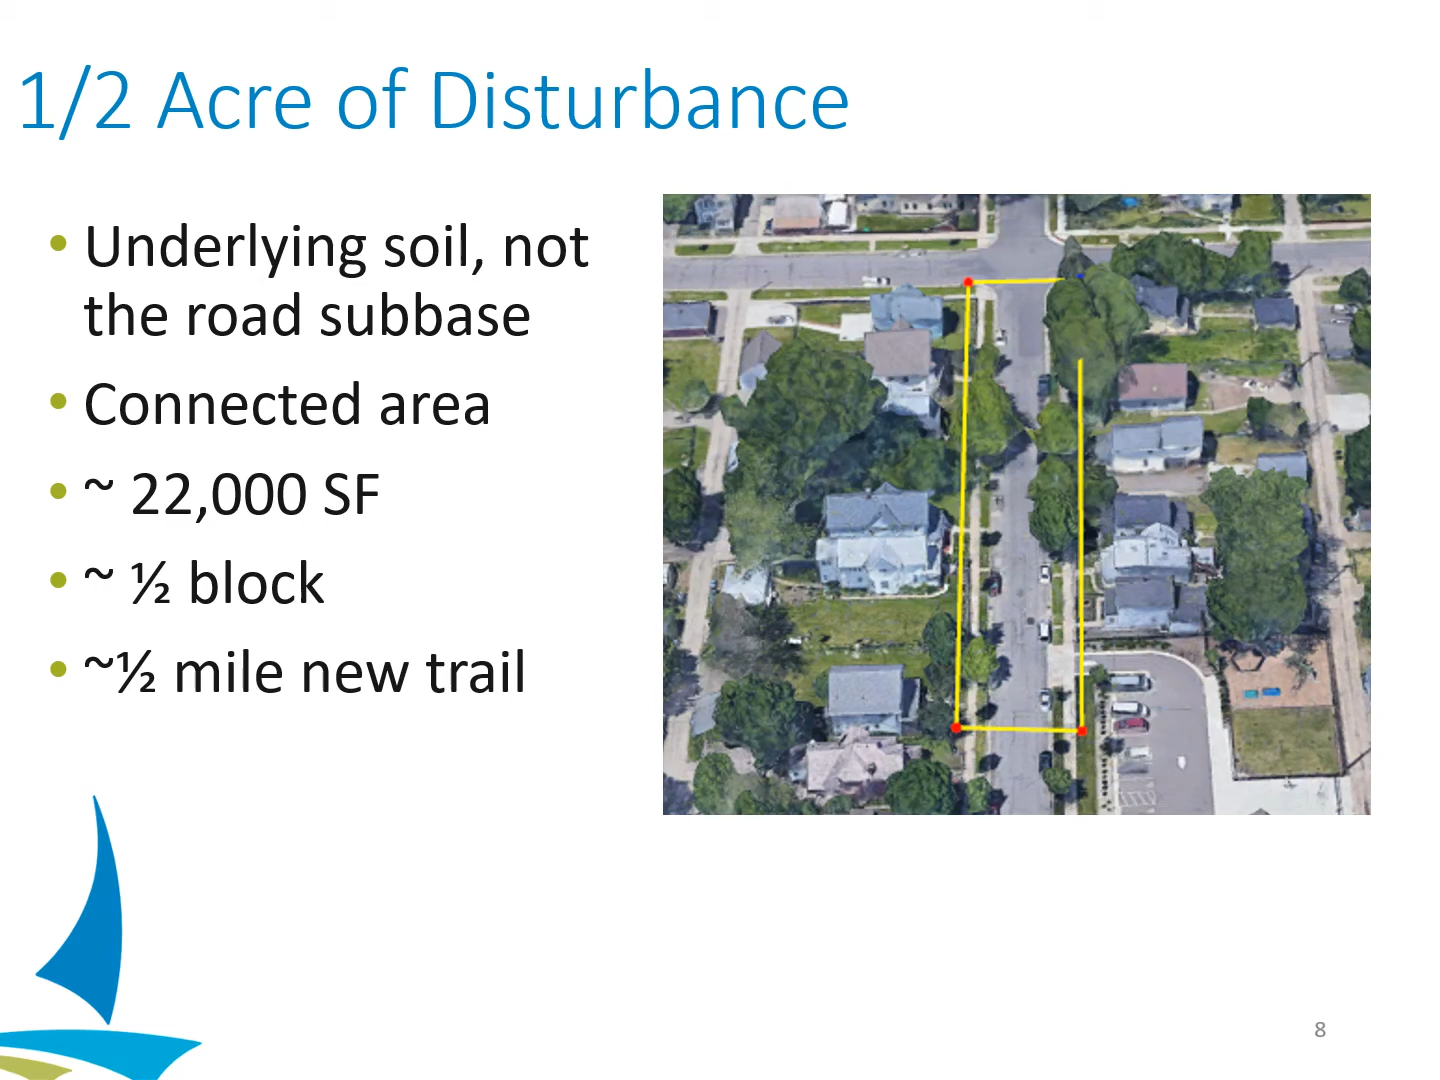 1/2 Acre of Disturbance
• Underlying soil, not
the road subbase
• Connected area
• ~ 22,000 SF
• ~ ½ block
• ~½ mile new trail
8